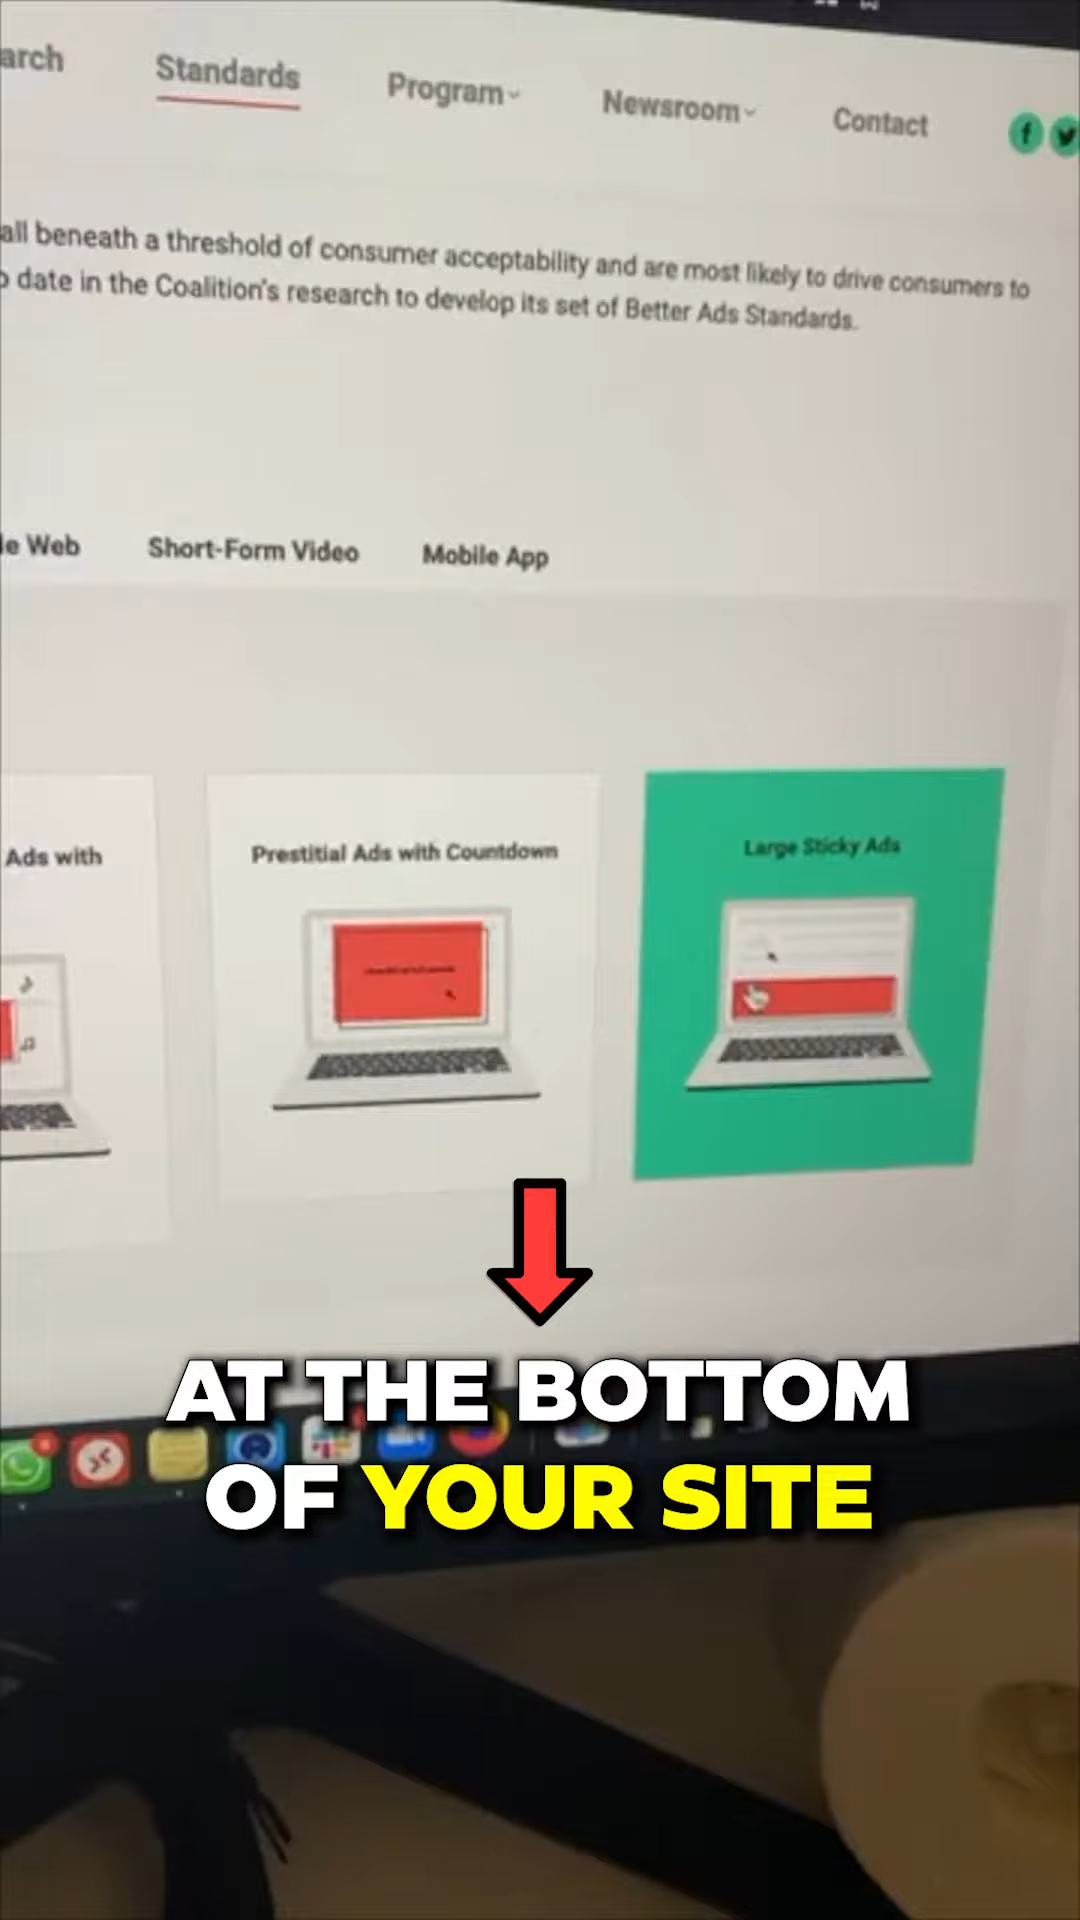 arch Standards Program Newsroom Contact
all beneath a threshold of consumer acceptability and are most likely to drive consumers to
o date in the Coalition's research to develop its set of Better Ads Standards.
le Web Short-Form Video Mobile App
Ads with Prestitial Ads with Countdown Large Sticky Ads
AT THE BOTTOM
OF YOUR SITE